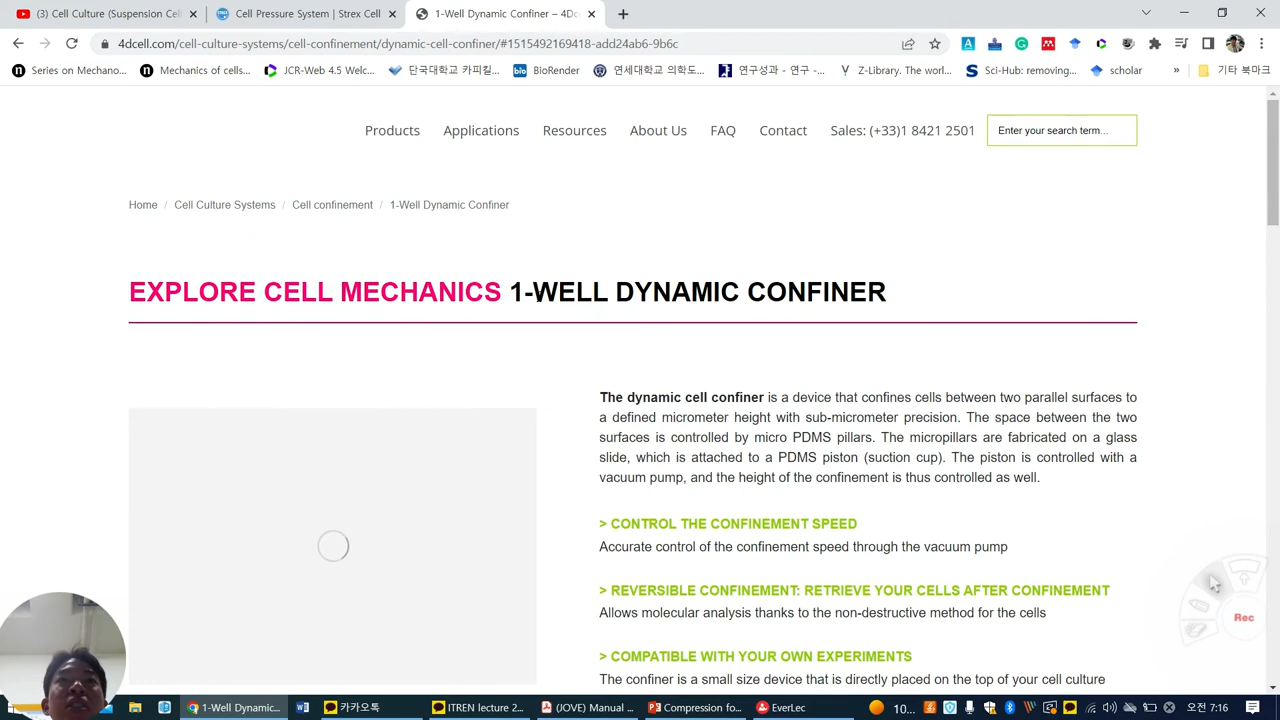 (3) Cell Culture (Suspension Cell
Cell Pressure System | Strex Cell
1-Well Dynamic Confiner – 4Dc
4dcell.com/cell-culture-systems/cell-confinement/dynamic-cell-confiner/#1515492169418-add24ab6-9b6c
Series on Mechano...
Mechanics of cells...
JCR-Web 4.5 Welc...
단국대학교 카피킬...
BioRender
연세대학교 의학도...
연구성과 - 연구 -...
Z-Library. The worl...
Sci-Hub: removing...
scholar
»
기타 북마크
Products
Applications
Resources
About Us
FAQ
Contact
Sales: (+33)1 8421 2501
Enter your search term...
Home / Cell Culture Systems / Cell confinement / 1-Well Dynamic Confiner
EXPLORE CELL MECHANICS 1-WELL DYNAMIC CONFINER
The dynamic cell confiner is a device that confines cells between two parallel surfaces to
a defined micrometer height with sub-micrometer precision. The space between the two
surfaces is controlled by micro PDMS pillars. The micropillars are fabricated on a glass
slide, which is attached to a PDMS piston (suction cup). The piston is controlled with a
vacuum pump, and the height of the confinement is thus controlled as well.
> CONTROL THE CONFINEMENT SPEED
Accurate control of the confinement speed through the vacuum pump
> REVERSIBLE CONFINEMENT: RETRIEVE YOUR CELLS AFTER CONFINEMENT
Allows molecular analysis thanks to the non-destructive method for the cells
> COMPATIBLE WITH YOUR OWN EXPERIMENTS
The confiner is a small size device that is directly placed on the top of your cell culture
Rec
1-Well Dynamic...
카카오톡
ITREN lecture 2...
(JOVE) Manual ...
Compression fo...
EverLec
10...
오전 7:16